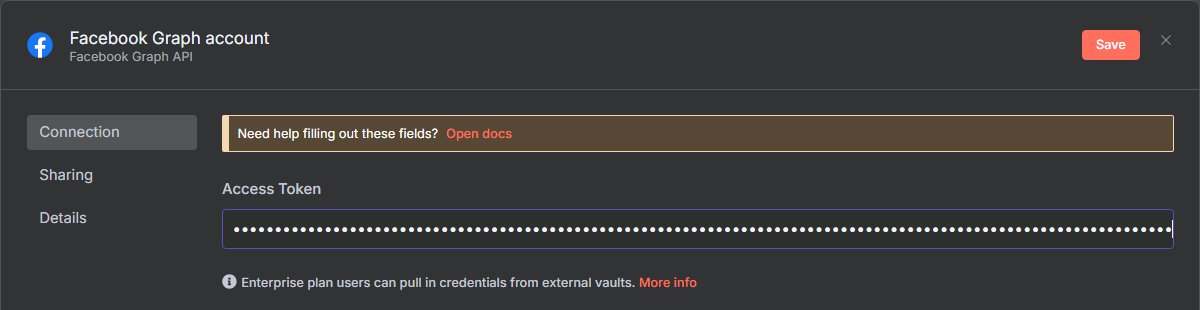 Facebook Graph account
Facebook Graph API
Save
Connection
Need help filling out these fields? Open docs
Sharing
Access Token
Details
Enterprise plan users can pull in credentials from external vaults. More info